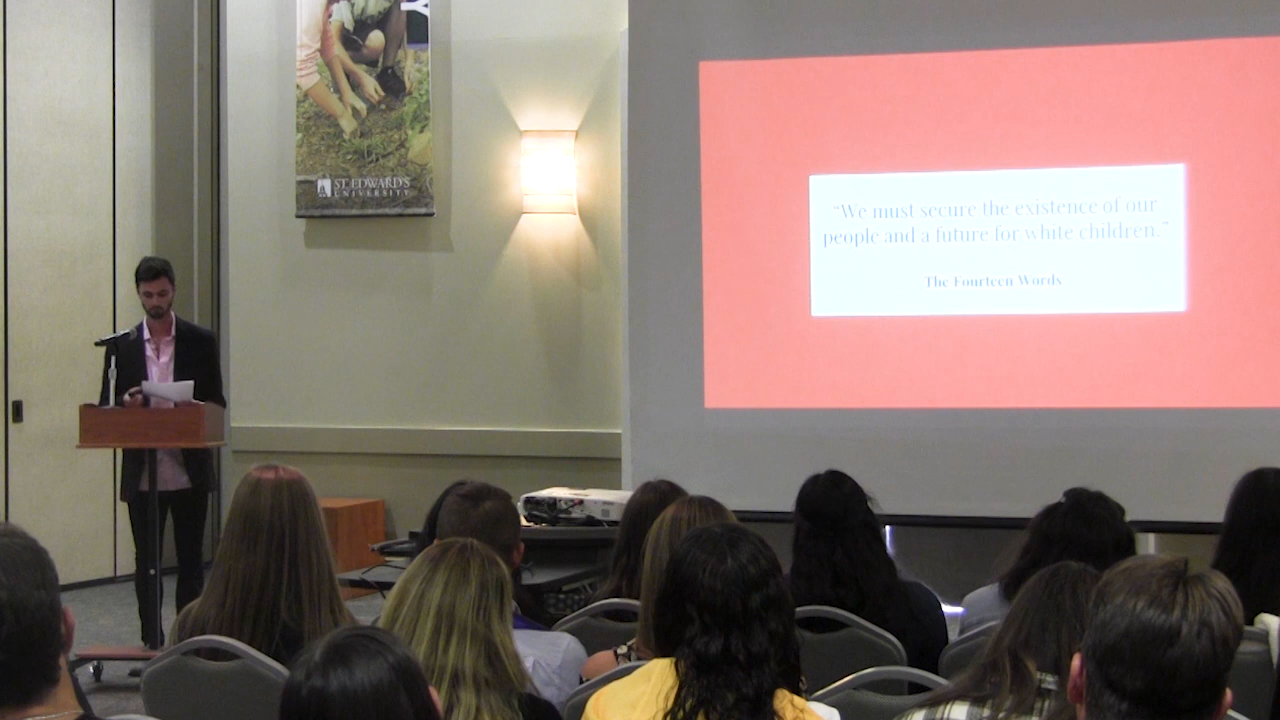 ST. EDWARD'S
UNIVERSITY
“We must secure the existence of our
people and a future for white children.”
The Fourteen Words